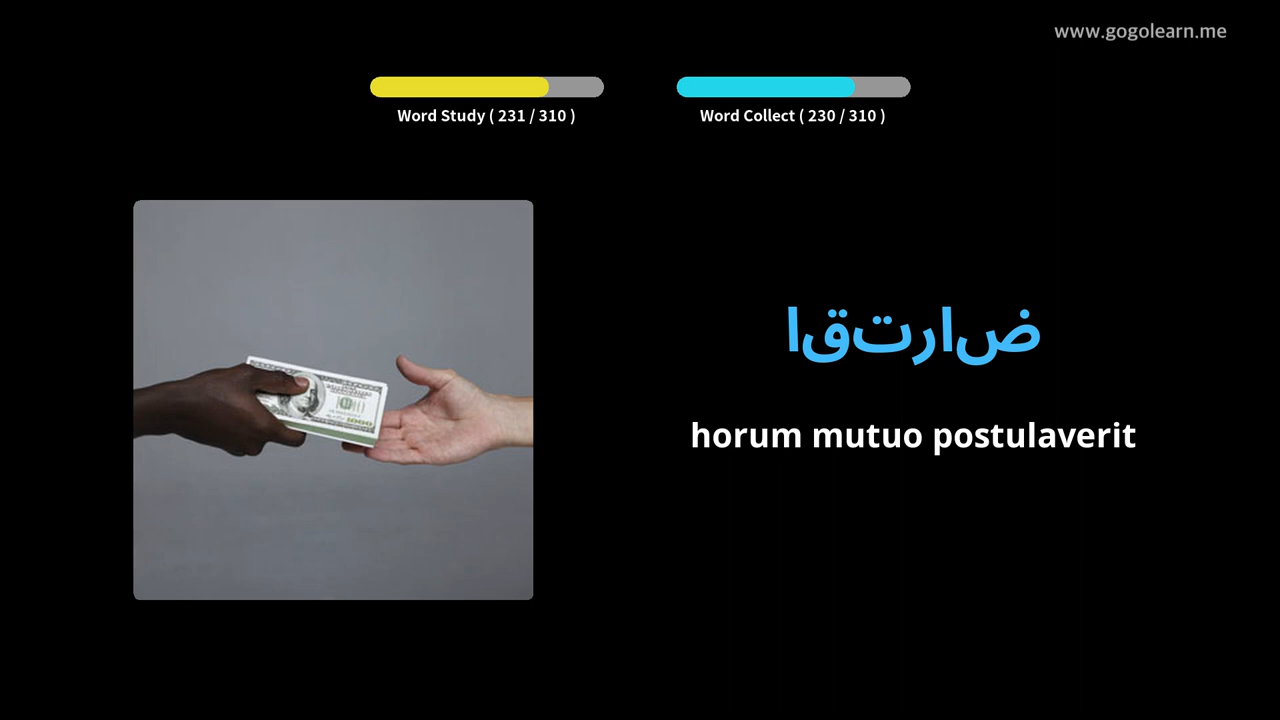 www.gogolearn.me
Word Study ( 231 / 310 )
Word Collect ( 230 / 310 )
اقتراض
horum mutuo postulaverit